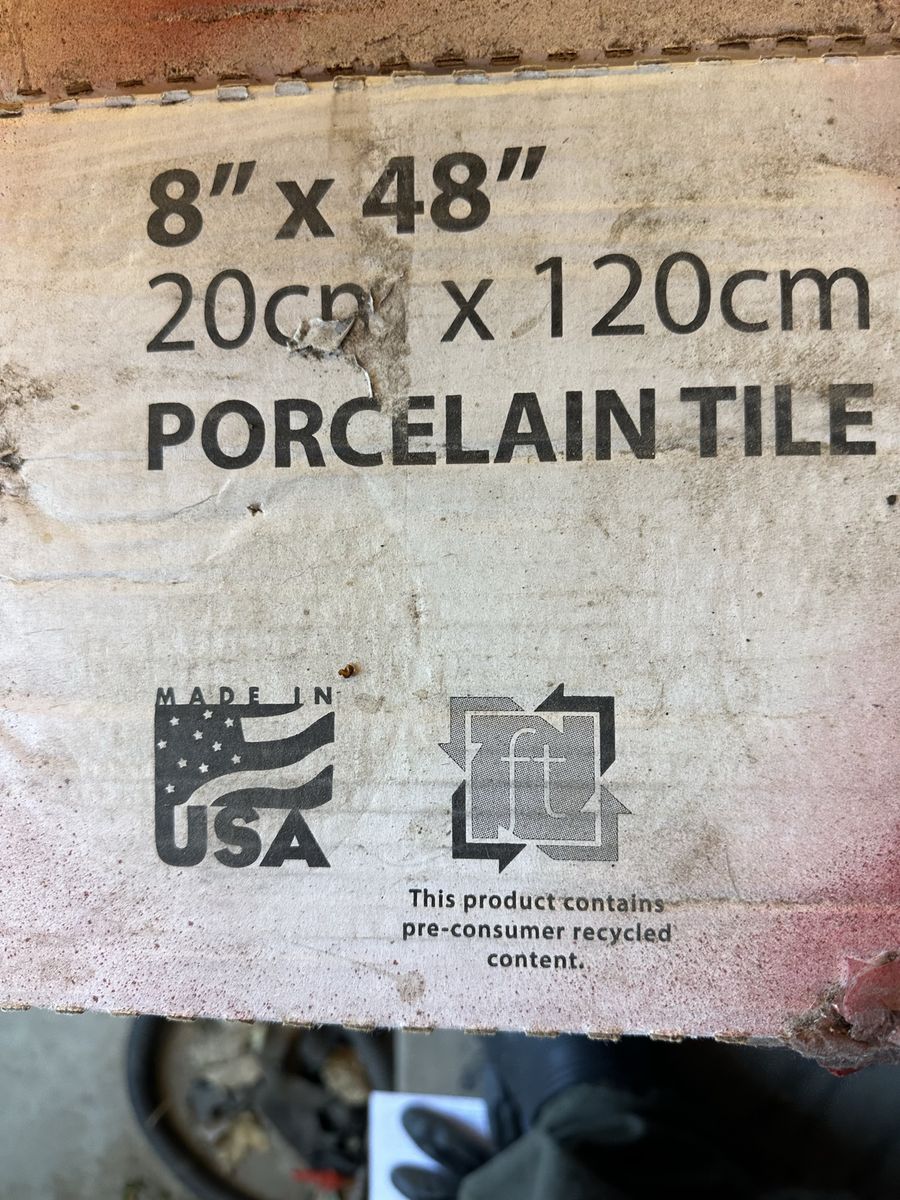 8" x 48"
20cm x 120cm
PORCELAIN TILE
MADE IN
USA
ft
This product contains
pre-consumer recycled
content.